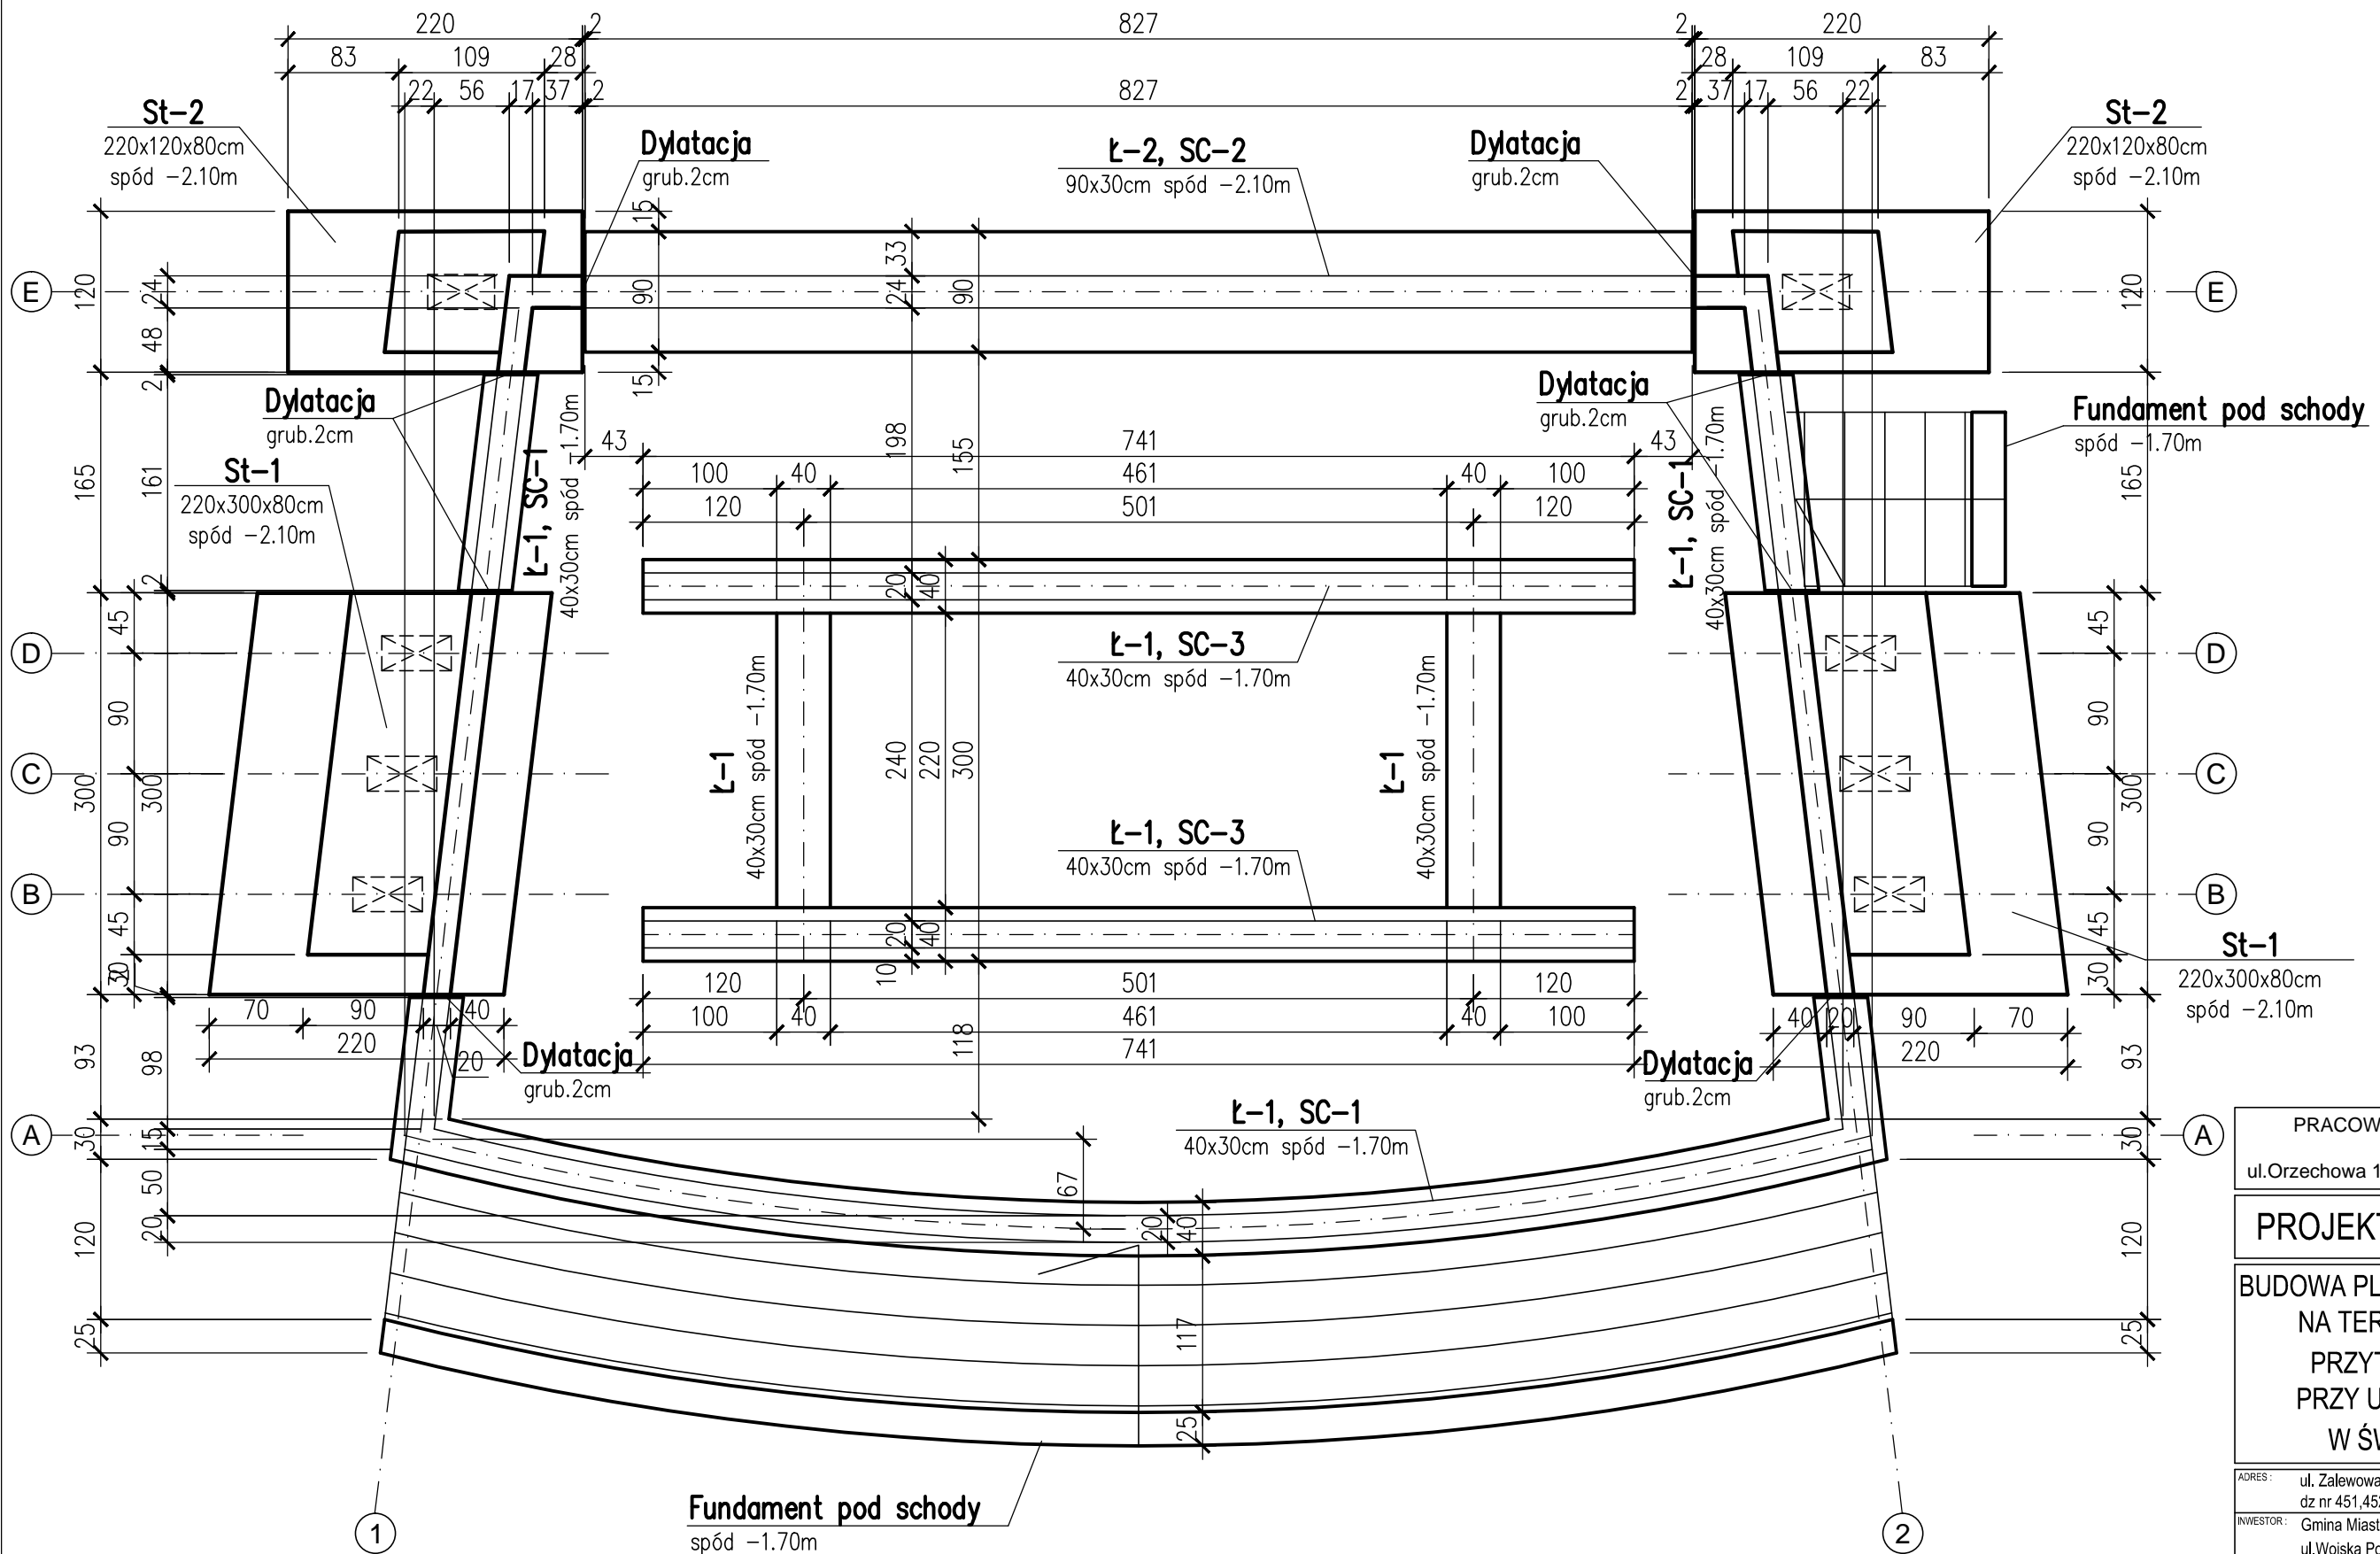 220
2
827
2
220
83
109
28
28
109
83
22
56
17
37
2
827
2
37
17
56
22
St-2
220x120x80cm
spód -2.10m
Dylatacja
grub.2cm
Ł-2, SC-2
90x30cm spód -2.10m
Dylatacja
grub.2cm
St-2
220x120x80cm
spód -2.10m
15
33
E
120
24
90
24
90
120
E
48
2
15
Dylatacja
grub.2cm
Dylatacja
grub.2cm
Fundament pod schody
spód -1.70m
165
161
Ł-1, SC-1
40x30cm spód -1.70m
43
198
155
741
43
Ł-1, SC-1
40x30cm spód -1.70m
165
St-1
220x300x80cm
spód -2.10m
100
40
461
40
100
120
501
120
2
20
40
45
45
D
Ł-1, SC-3
40x30cm spód -1.70m
D
90
90
Ł-1
40x30cm spód -1.70m
240
220
300
Ł-1
40x30cm spód -1.70m
C
300
300
300
C
90
90
Ł-1, SC-3
40x30cm spód -1.70m
B
B
45
20
40
45
St-1
220x300x80cm
spód -2.10m
30
2
10
30
120
501
120
70
90
40
100
40
461
40
100
40
20
90
70
220
20
118
741
220
93
98
Dylatacja
grub.2cm
Dylatacja
grub.2cm
93
Ł-1, SC-1
40x30cm spód -1.70m
A
30
15
30
A
50
67
20
20
40
120
120
117
25
25
25
Fundament pod schody
spód -1.70m
1
2
PRACOW
ul.Orzechowa 1
PROJEKT
BUDOWA PL
NA TER
PRZYT
PRZY U
W ŚW
ADRES :
ul. Zalewowa
dz nr 451,452
INWESTOR :
Gmina Miast
ul.Wojska Po